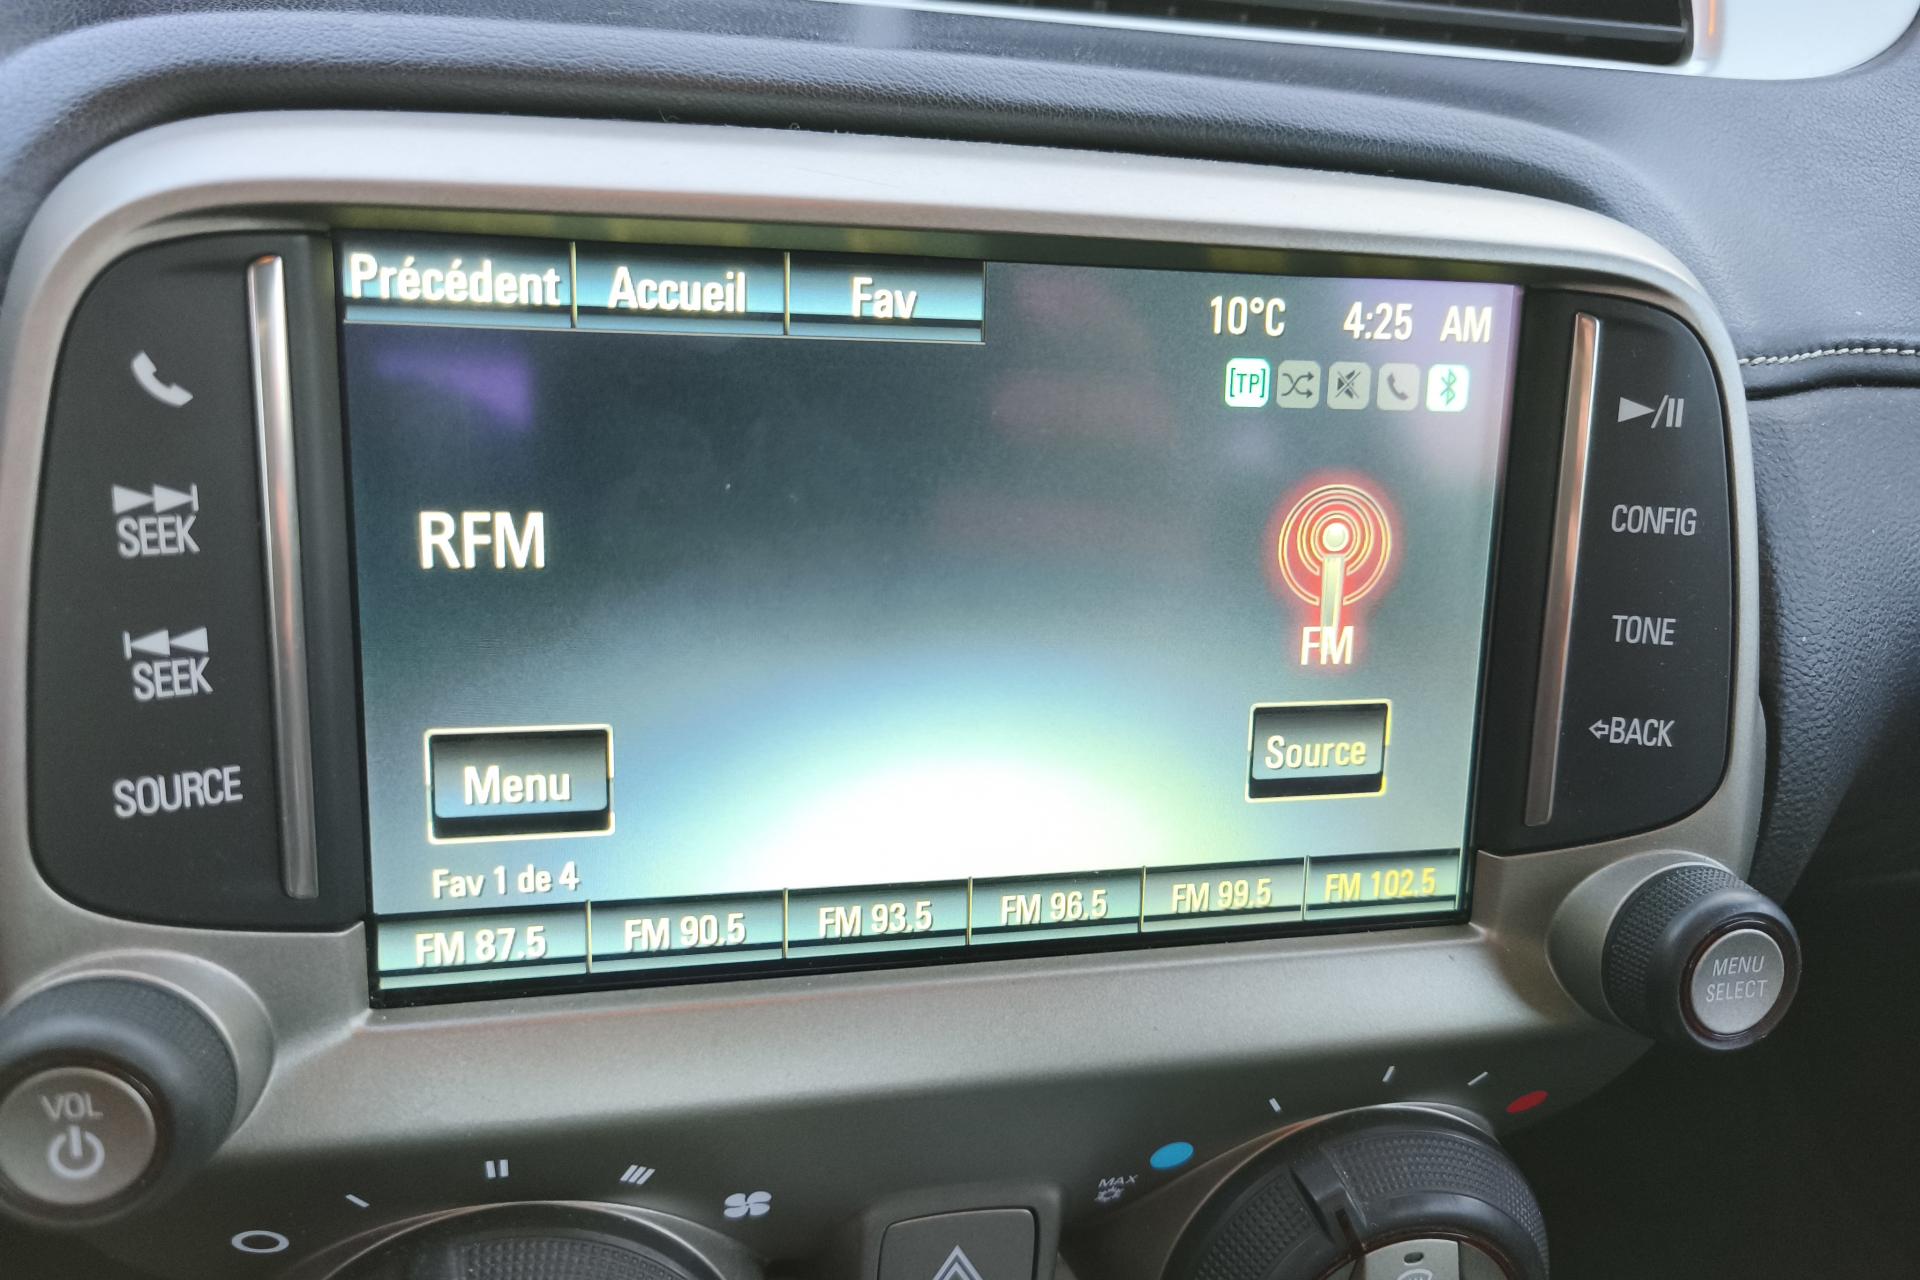 Précédent Accueil Fav
10°C 4:25 AM
[TP]
SEEK
SEEK
SOURCE
RFM
FM
Menu
Source
Fav 1 de 4
FM 87.5 FM 90.5 FM 93.5 FM 96.5 FM 99.5 FM 102.5
CONFIG
TONE
BACK
MENU
SELECT
VOL
MAX